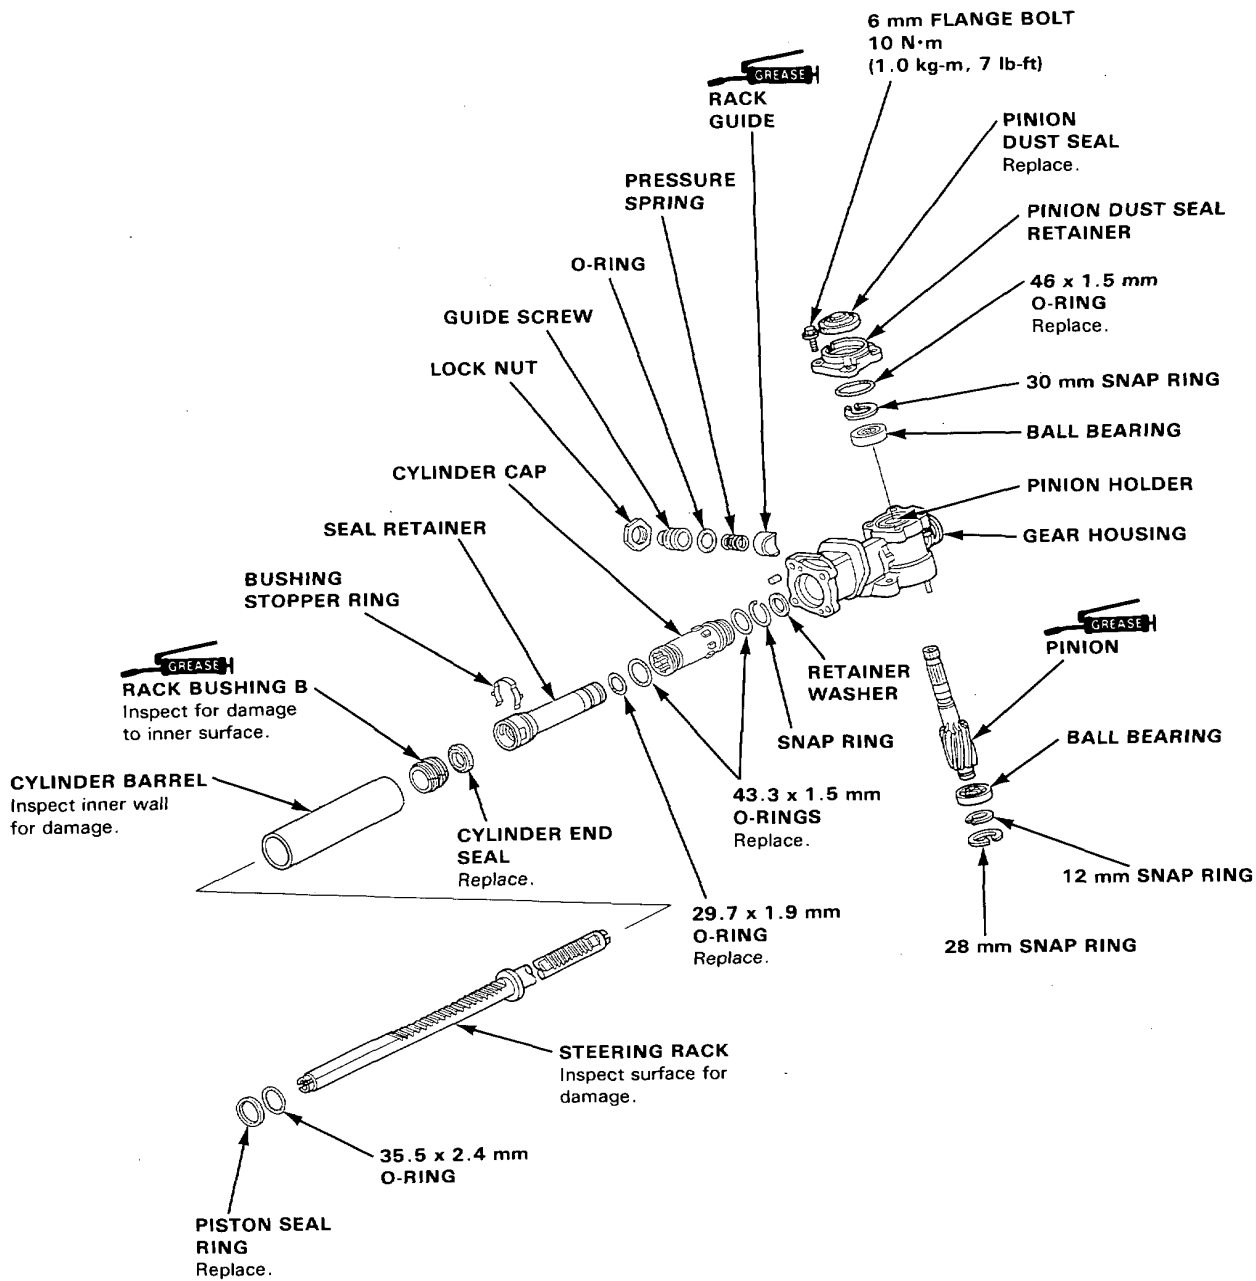 6 mm FLANGE BOLT
10 N·m
(1.0 kg-m, 7 lb-ft)
GREASE
RACK
GUIDE
PINION
DUST SEAL
Replace.
PRESSURE
SPRING
PINION DUST SEAL
RETAINER
O-RING
46 x 1.5 mm
O-RING
Replace.
GUIDE SCREW
LOCK NUT
30 mm SNAP RING
BALL BEARING
CYLINDER CAP
PINION HOLDER
SEAL RETAINER
GEAR HOUSING
BUSHING
STOPPER RING
GREASE
PINION
GREASE
RACK BUSHING B
Inspect for damage
to inner surface.
RETAINER
WASHER
SNAP RING
BALL BEARING
CYLINDER BARREL
Inspect inner wall
for damage.
43.3 x 1.5 mm
O-RINGS
Replace.
CYLINDER END
SEAL
Replace.
12 mm SNAP RING
29.7 x 1.9 mm
O-RING
Replace.
28 mm SNAP RING
STEERING RACK
Inspect surface for
damage.
35.5 x 2.4 mm
O-RING
PISTON SEAL
RING
Replace.